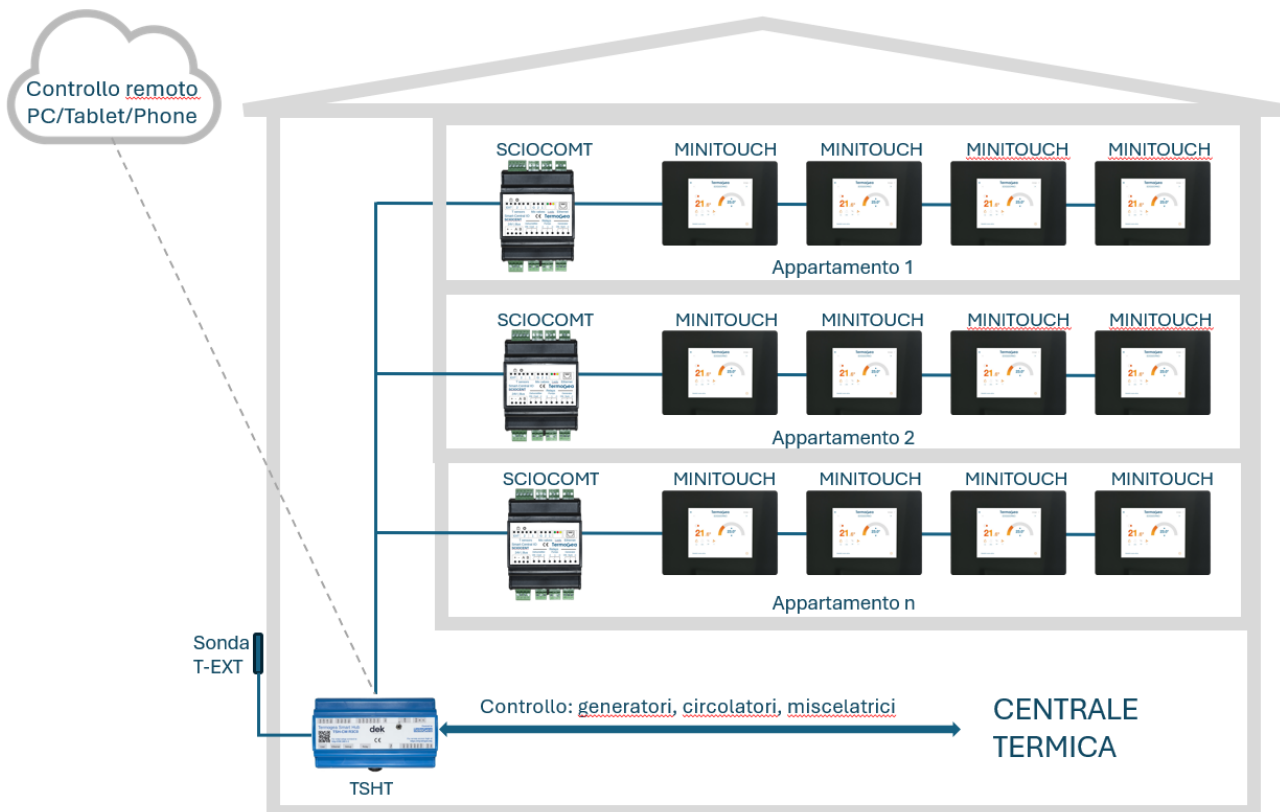 Controllo remoto
PC/Tablet/Phone
SCIOCOMT MINITOUCH MINITOUCH MINITOUCH MINITOUCH
Appartamento 1
SCIOCOMT MINITOUCH MINITOUCH MINITOUCH MINITOUCH
Appartamento 2
SCIOCOMT MINITOUCH MINITOUCH MINITOUCH MINITOUCH
Appartamento n
Sonda
T-EXT
Controllo: generatori, circolatori, miscelatrici
CENTRALE
TERMICA
dek
TSHT